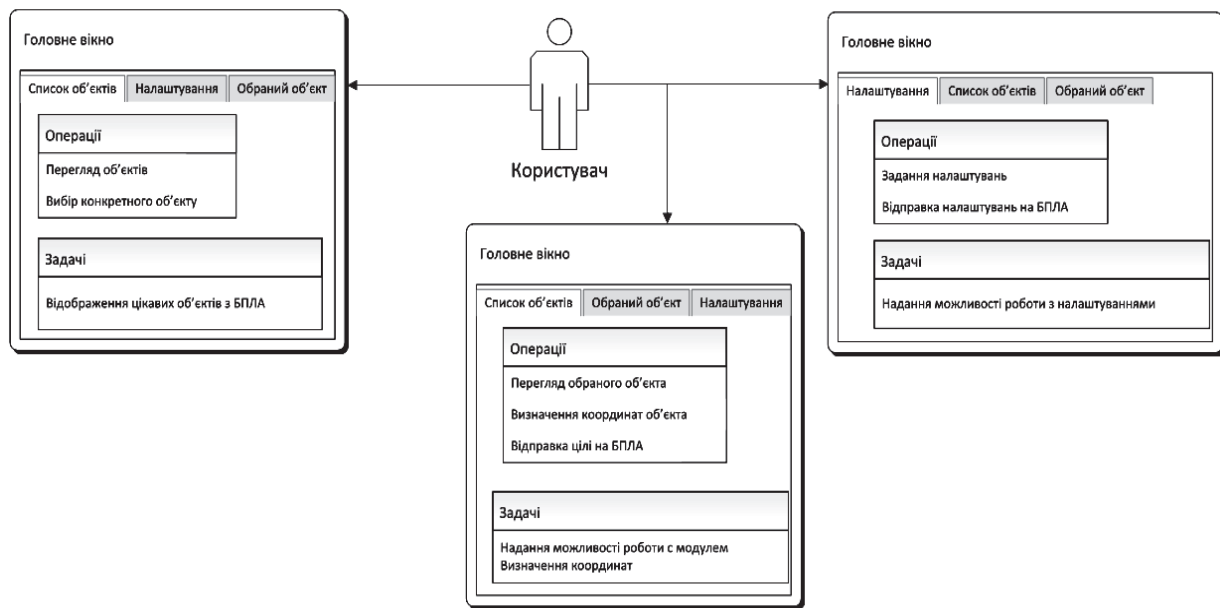 Головне вікно
Список об’єктів Налаштування Обраний об’єкт
Операції
Перегляд об’єктів
Вибір конкретного об’єкту
Задачі
Відображення цікавих об’єктів з БПЛА
Користувач
Головне вікно
Список об’єктів Обраний об’єкт Налаштування
Операції
Перегляд обраного об’єкта
Визначення координат об’єкта
Відправка цілі на БПЛА
Задачі
Надання можливості роботи с модулем
Визначення координат
Головне вікно
Налаштування Список об’єктів Обраний об’єкт
Операції
Задання налаштувань
Відправка налаштувань на БПЛА
Задачі
Надання можливості роботи з налаштуваннями